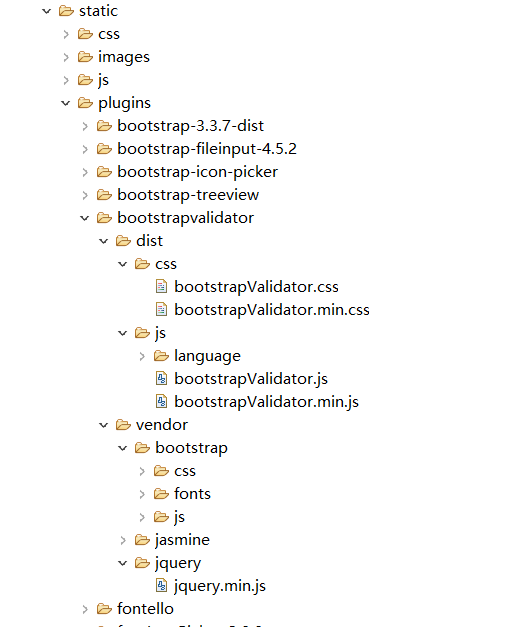 static
css
images
js
plugins
bootstrap-3.3.7-dist
bootstrap-fileinput-4.5.2
bootstrap-icon-picker
bootstrap-treeview
bootstrapvalidator
dist
css
bootstrapValidator.css
bootstrapValidator.min.css
js
language
bootstrapValidator.js
bootstrapValidator.min.js
vendor
bootstrap
css
fonts
js
jasmine
jquery
jquery.min.js
fontello